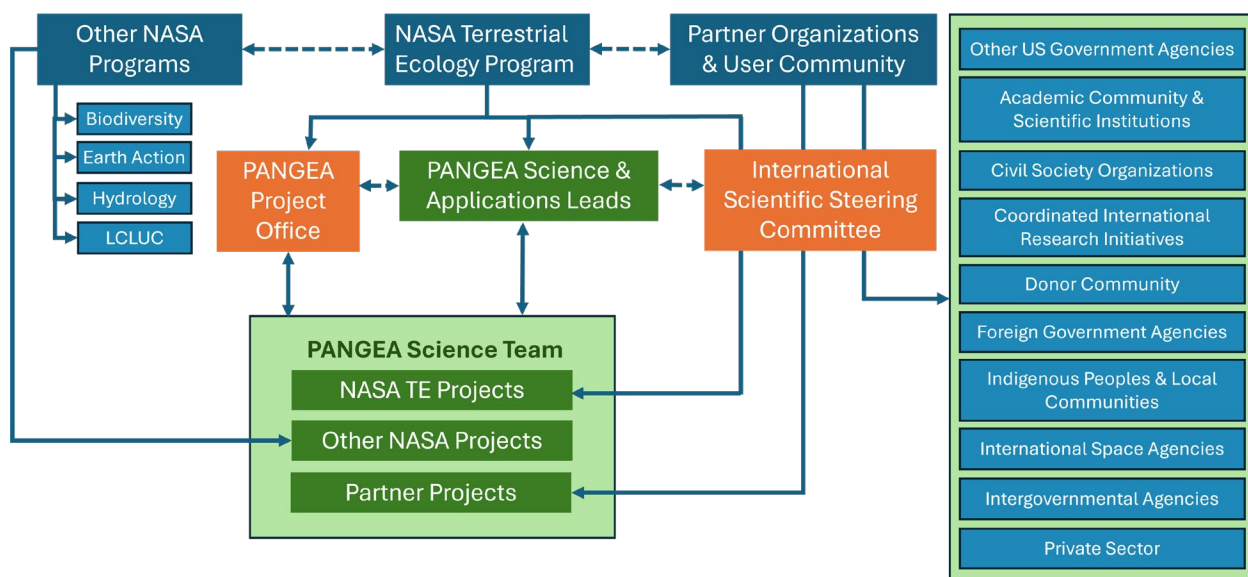 Other NASA
Programs
NASA Terrestrial
Ecology Program
Partner Organizations
& User Community
Biodiversity
Earth Action
Hydrology
LCLUC
PANGEA
Project
Office
PANGEA Science &
Applications Leads
International
Scientific Steering
Committee
PANGEA Science Team
NASA TE Projects
Other NASA Projects
Partner Projects
Other US Government Agencies
Academic Community &
Scientific Institutions
Civil Society Organizations
Coordinated International
Research Initiatives
Donor Community
Foreign Government Agencies
Indigenous Peoples & Local
Communities
International Space Agencies
Intergovernmental Agencies
Private Sector